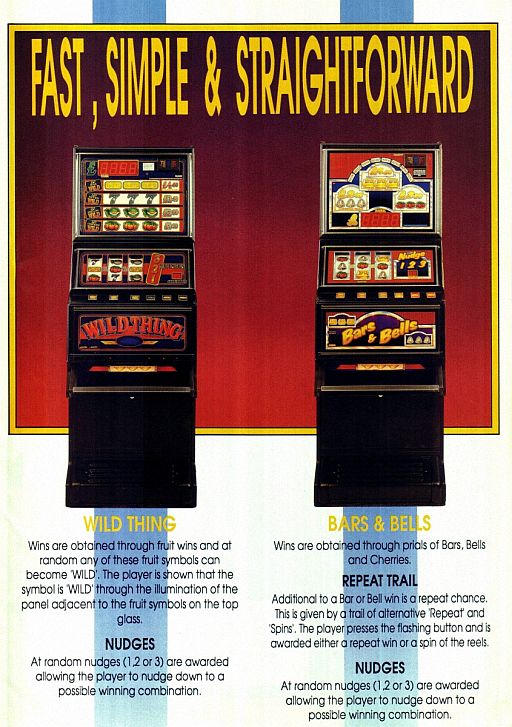 FAST , SIMPLE & STRAIGHTFORWARD
WILD THING
Bars
& Bells
Nudge
1 2 3
WILD THING
Wins are obtained through fruit wins and at
random any of these fruit symbols can
become 'WILD'. The player is shown that the
symbol is 'WILD' through the illumination of the
panel adjacent to the fruit symbols on the top
glass.
NUDGES
At random nudges (1,2 or 3) are awarded
allowing the player to nudge down to a
possible winning combination.
BARS & BELLS
Wins are obtained through prials of Bars, Bells
and Cherries.
REPEAT TRAIL
Additional to a Bar or Bell win is a repeat chance.
This is given by a trail of alternative 'Repeat' and
'Spins'. The player presses the flashing button and is
awarded either a repeat win or a spin of the reels.
NUDGES
At random nudges (1,2 or 3) are awarded
allowing the player to nudge down to a
possible winning combination.